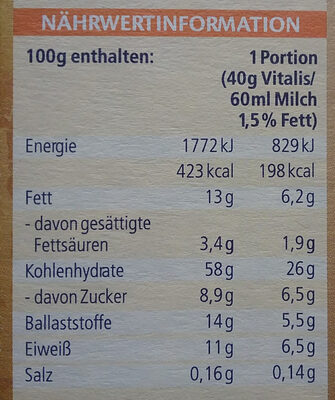 NÄHRWERTINFORMATION
100g enthalten: 1 Portion
(40g Vitalis/
60ml Milch
1,5% Fett)
Energie 1772 kJ 829 kJ
423 kcal 198 kcal
Fett 13 g 6,2 g
- davon gesättigte
Fettsäuren 3,4 g 1,9 g
Kohlenhydrate 58 g 26 g
- davon Zucker 8,9 g 6,5 g
Ballaststoffe 14 g 5,5 g
Eiweiß 11 g 6,5 g
Salz 0,16 g 0,14 g